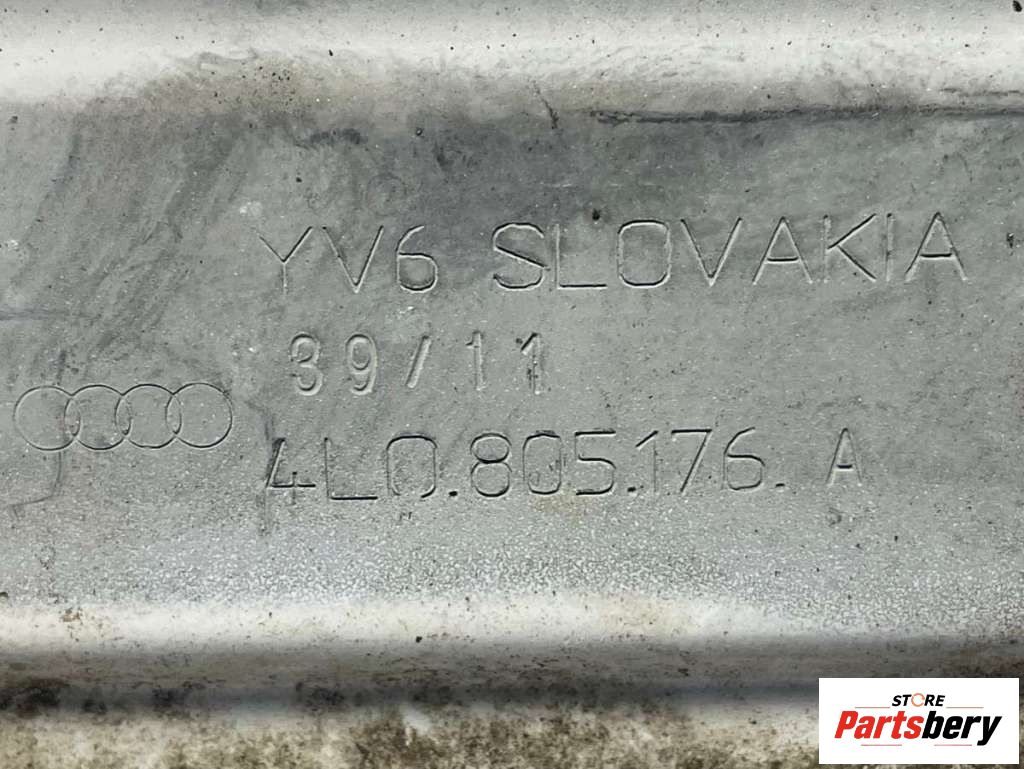 YV6 SLOVAKIA
39/11
4L0.805.176. A
STORE
Partsbery